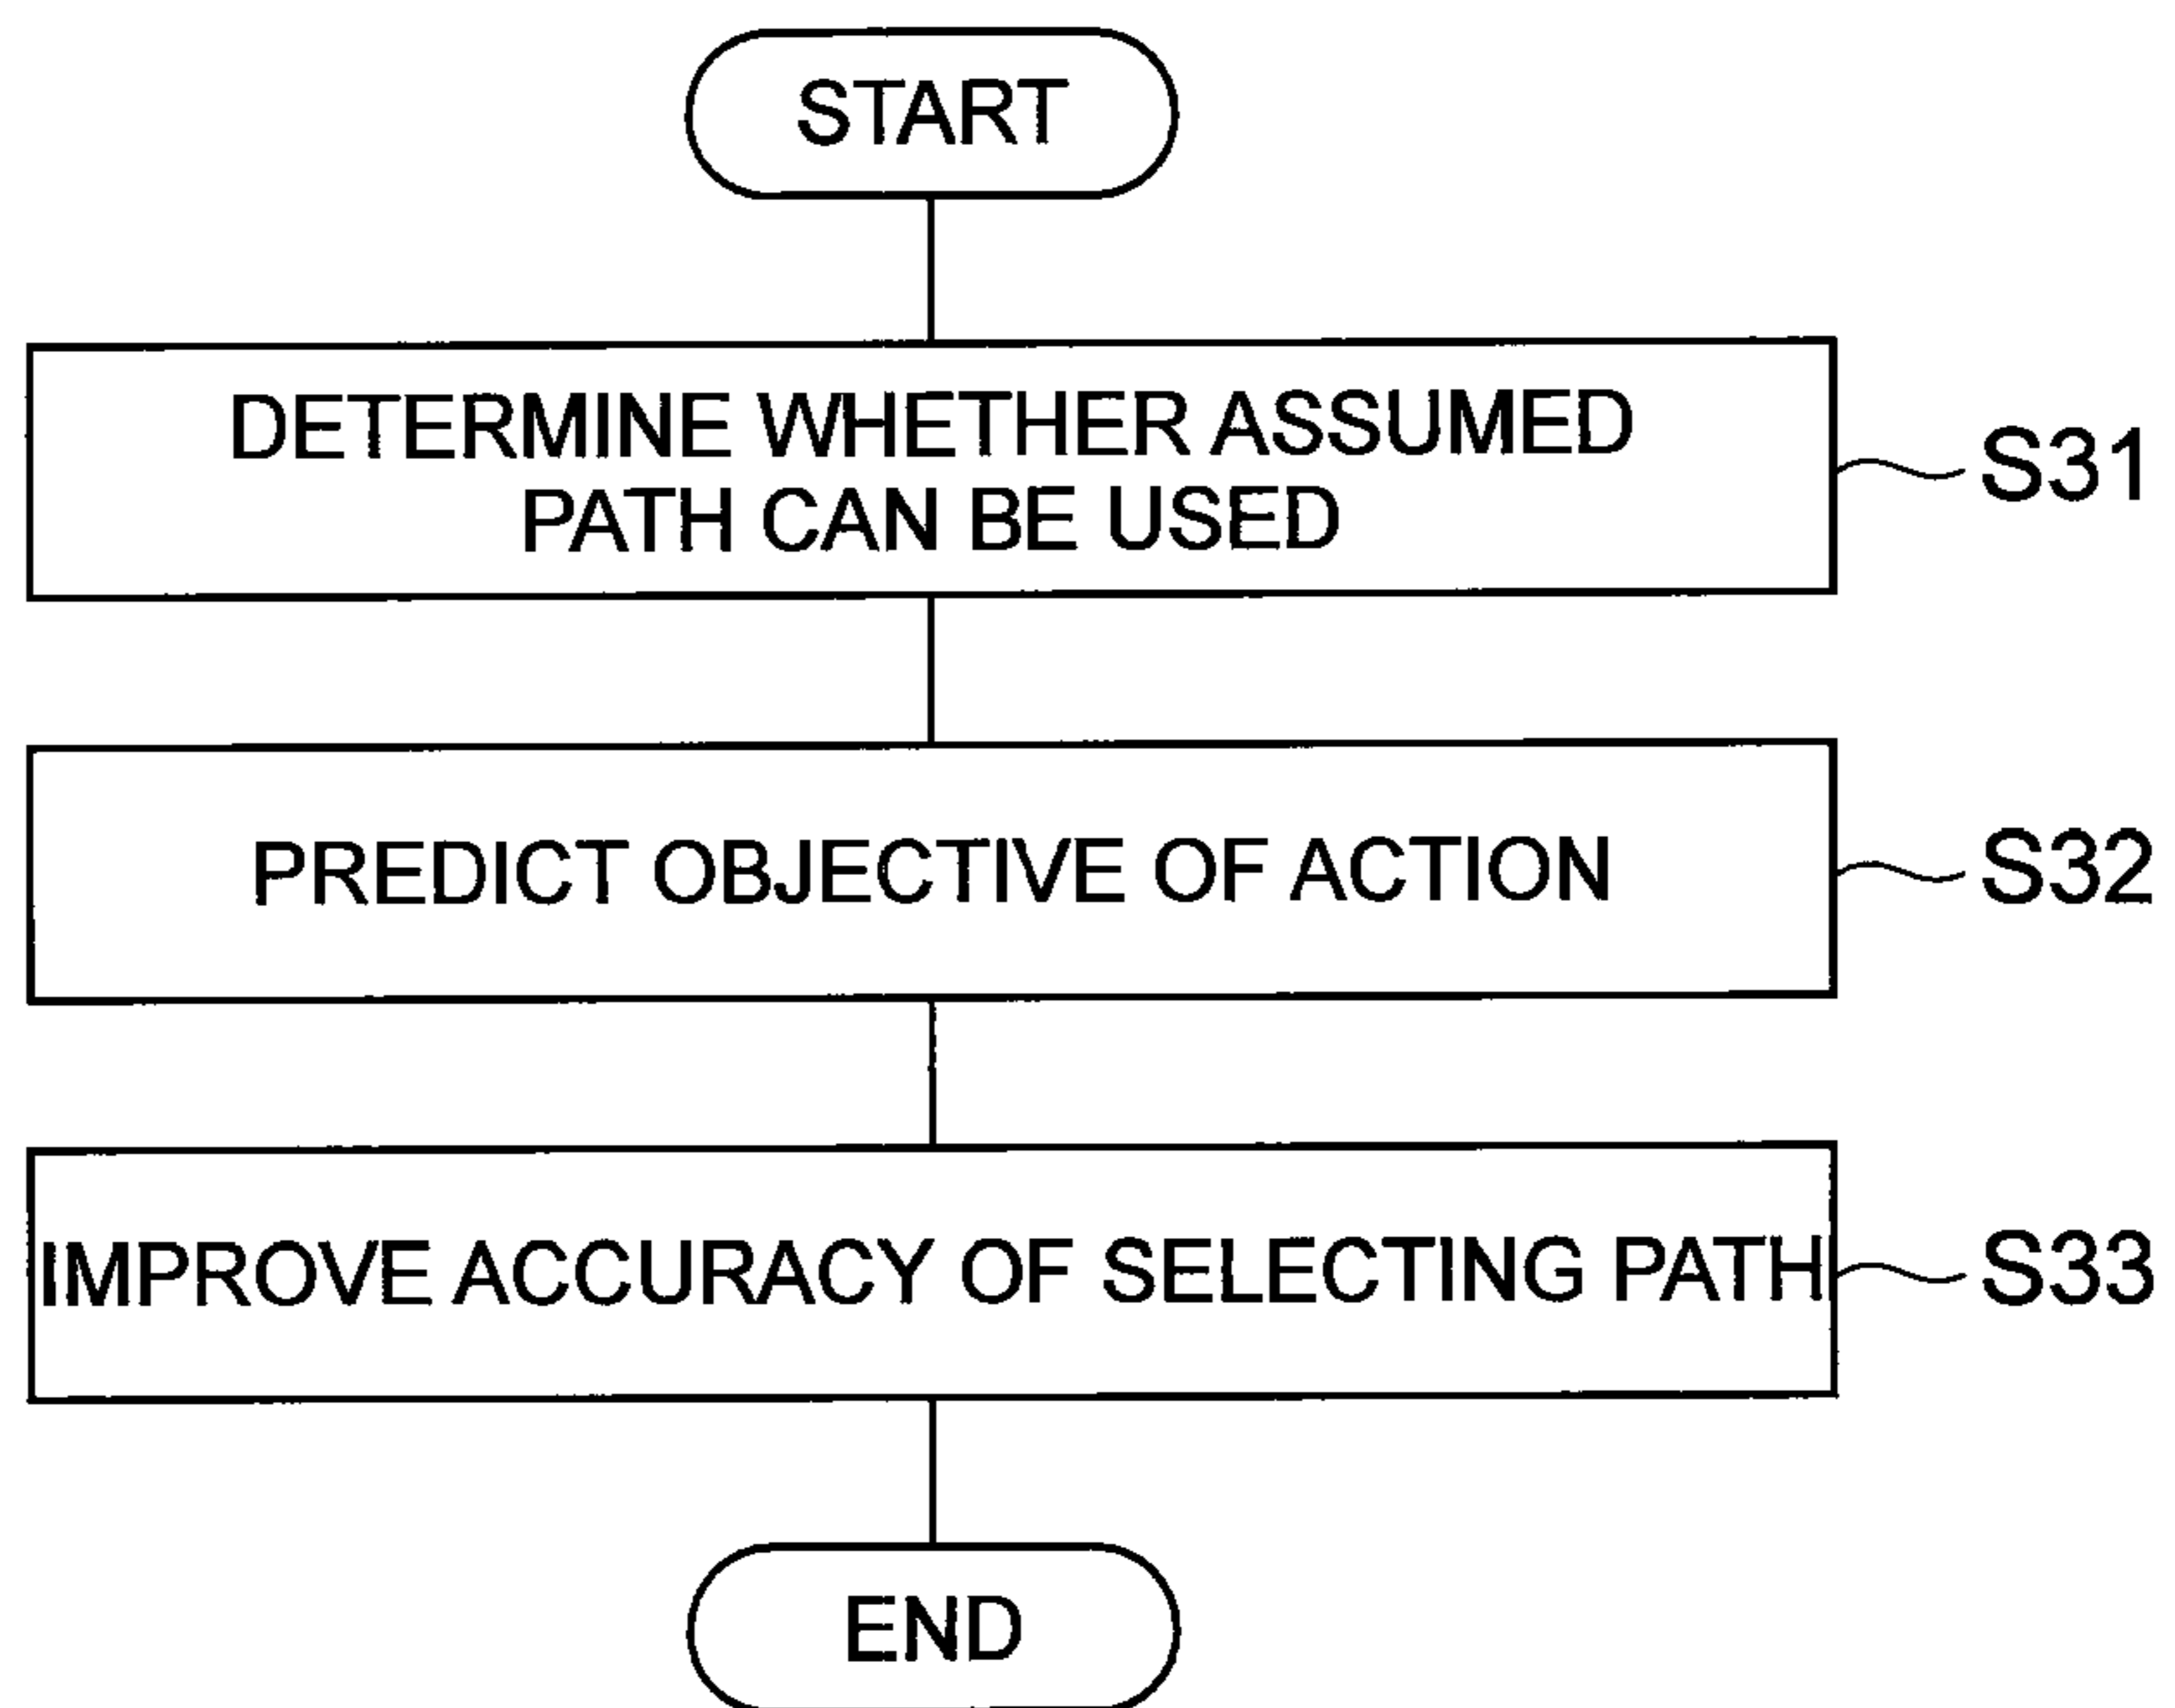 START
DETERMINE WHETHER ASSUMED
PATH CAN BE USED
S31
PREDICT OBJECTIVE OF ACTION
S32
IMPROVE ACCURACY OF SELECTING PATH
S33
END